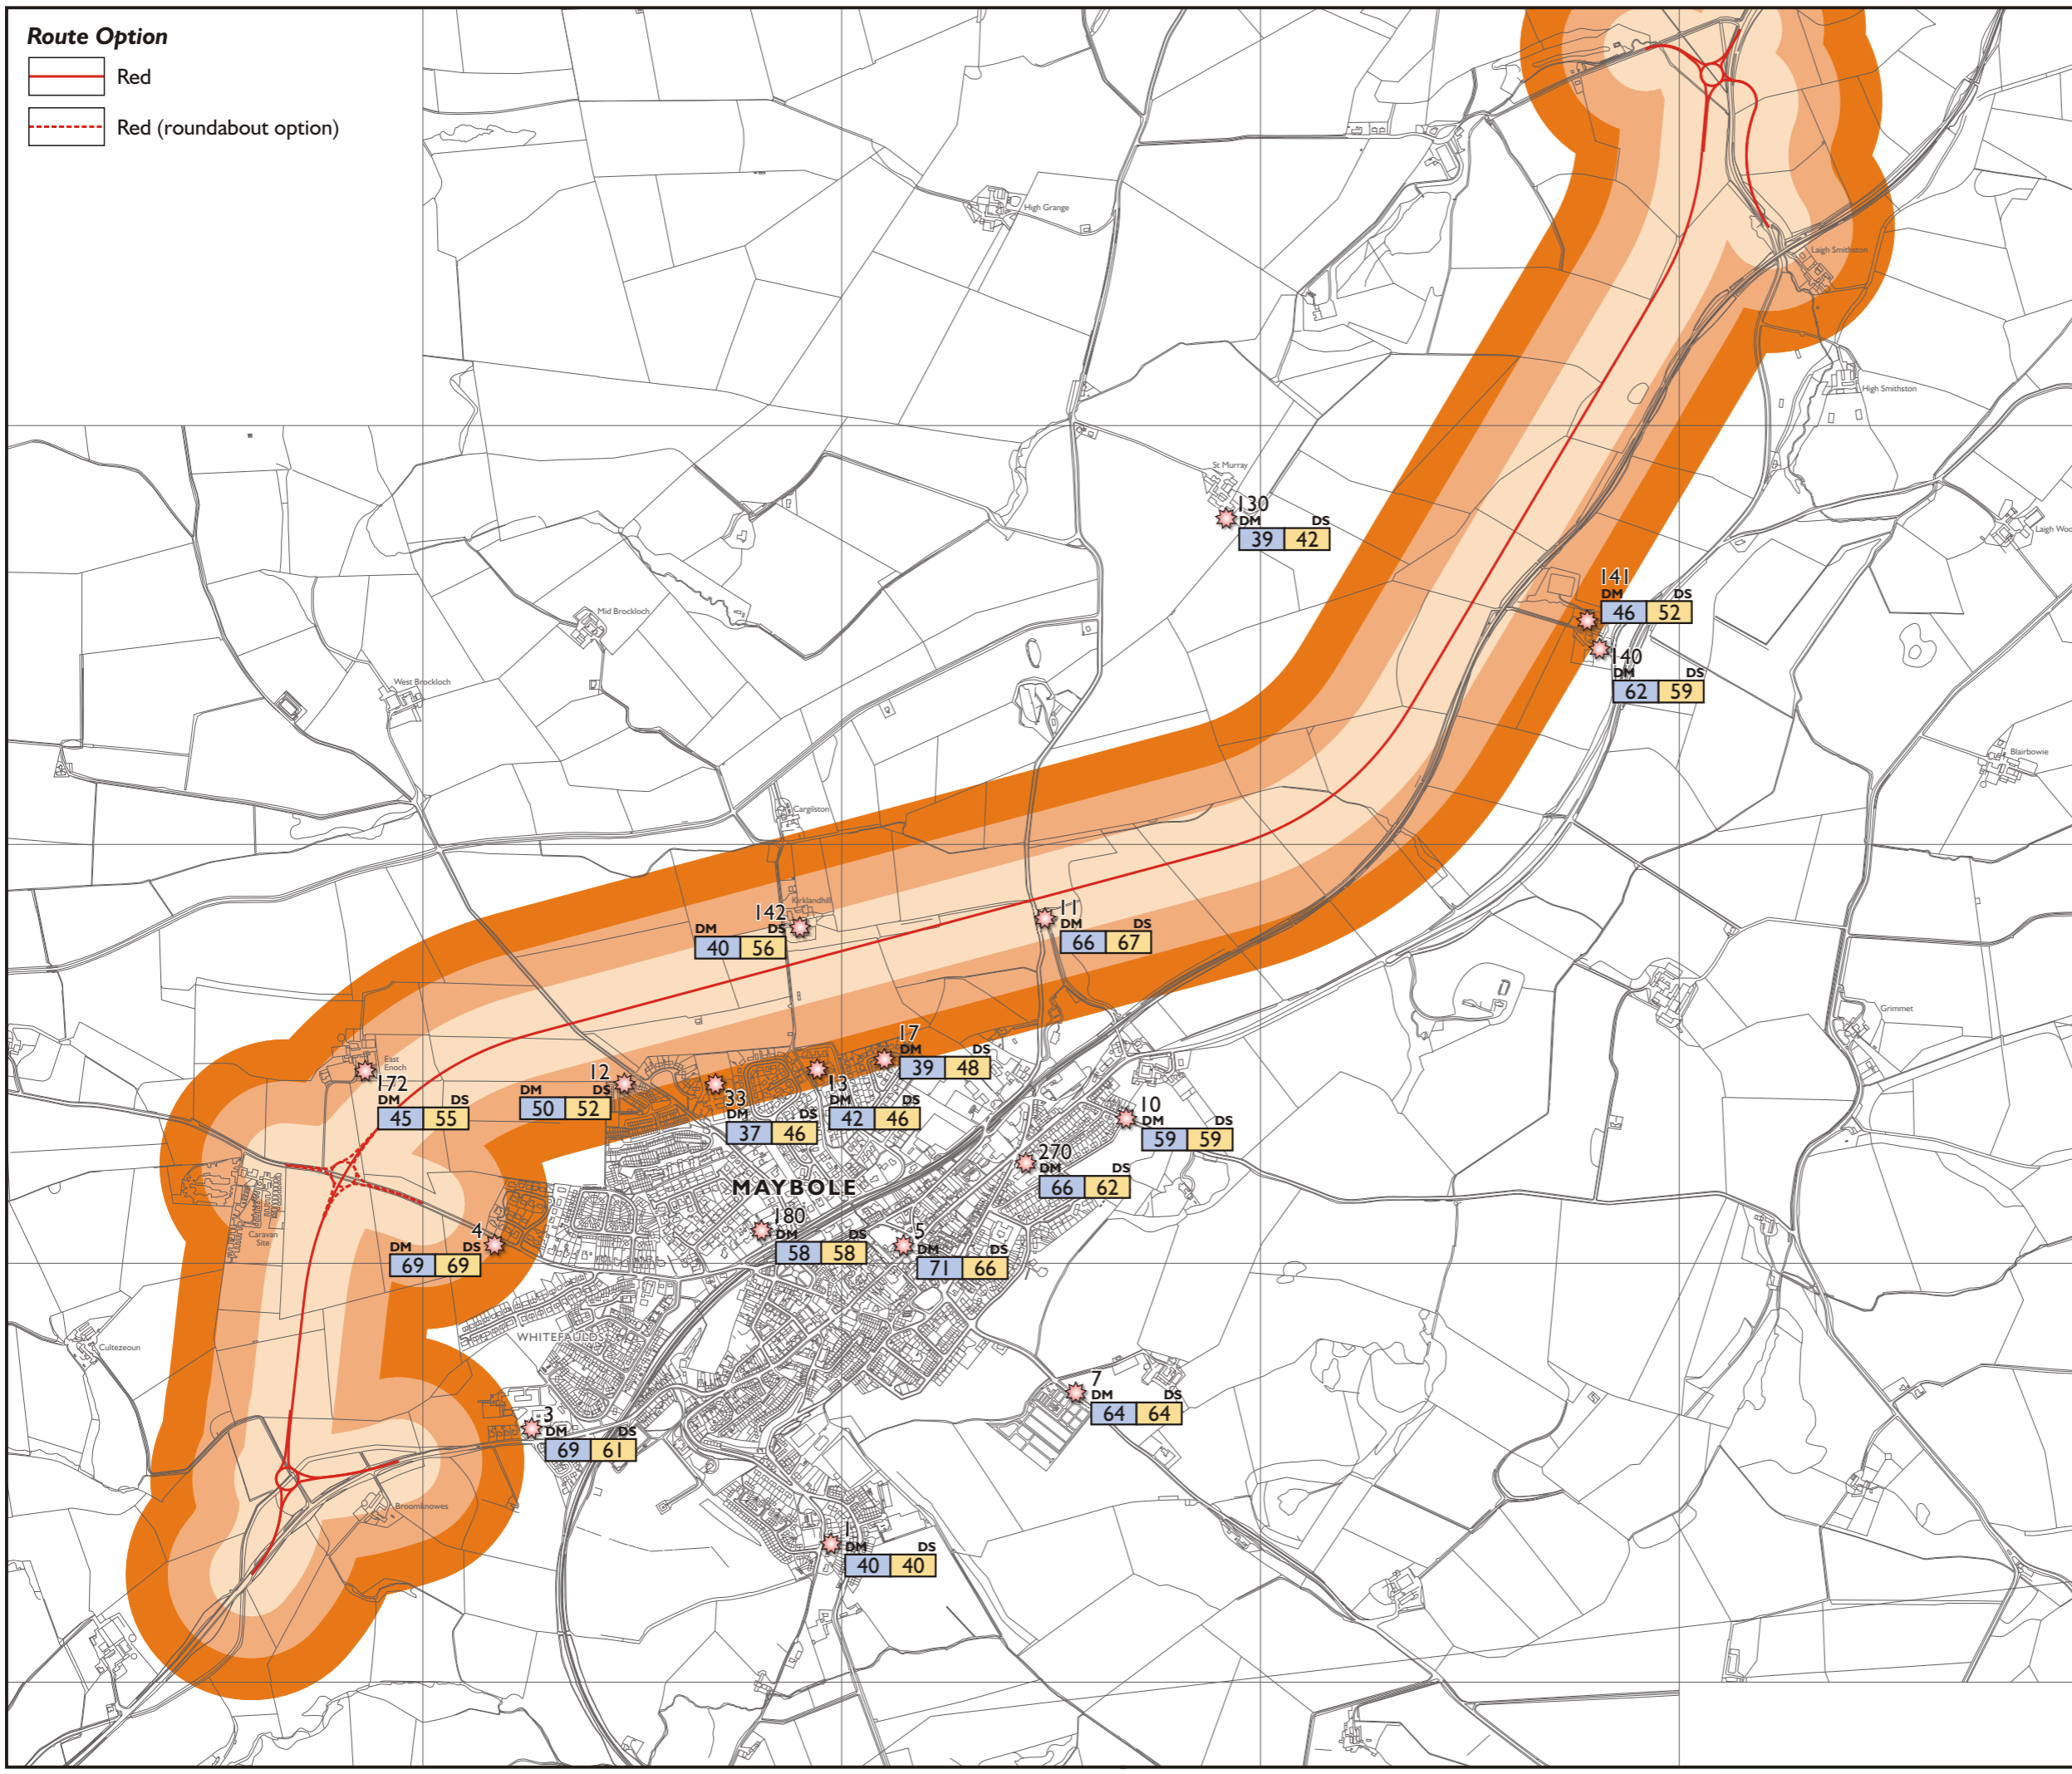 Route Option
Red
Red (roundabout option)
High Grange
Laigh Smithston
High Smithston
St Murray
130
DM DS
39 42
Laigh Woo
141
DM DS
46 52
Mid Brockloch
140
DM DS
62 59
West Brockloch
Blairbowie
Cargilston
Kirklandhill
142
DM DS
40 56
11
DM DS
66 67
Grimmet
17
DM DS
39 48
East
Enoch
172
DM DS
45 55
12
DM DS
50 52
33
DM DS
37 46
13
DM DS
42 46
10
DM DS
59 59
270
DM DS
66 62
MAYBOLE
180
DM DS
58 58
5
DM DS
71 66
Caravan
Site
4
DM DS
69 69
WHITEFAULDS
Cultezeoun
7
DM DS
64 64
3
DM DS
69 61
Broomknowes
1
DM DS
40 40